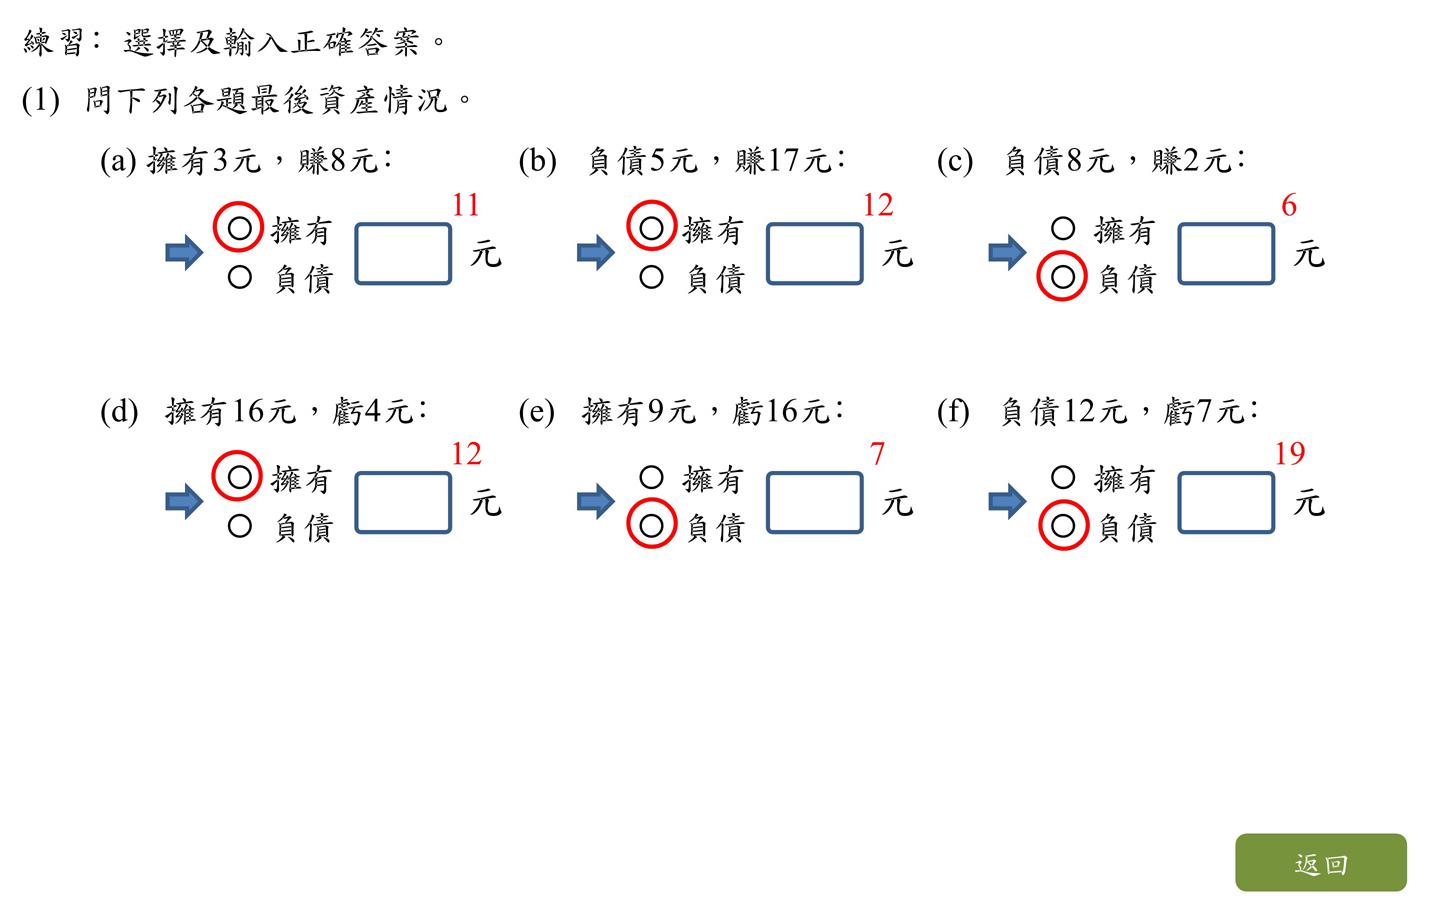 練習：選擇及輸入正確答案。
(1) 問下列各題最後資產情況。
(a) 擁有3元，賺8元：
擁有 11
負債 元
(b) 負債5元，賺17元：
擁有 12
負債 元
(c) 負債8元，賺2元：
擁有 6
負債 元
(d) 擁有16元，虧4元：
擁有 12
負債 元
(e) 擁有9元，虧16元：
擁有 7
負債 元
(f) 負債12元，虧7元：
擁有 19
負債 元
返回